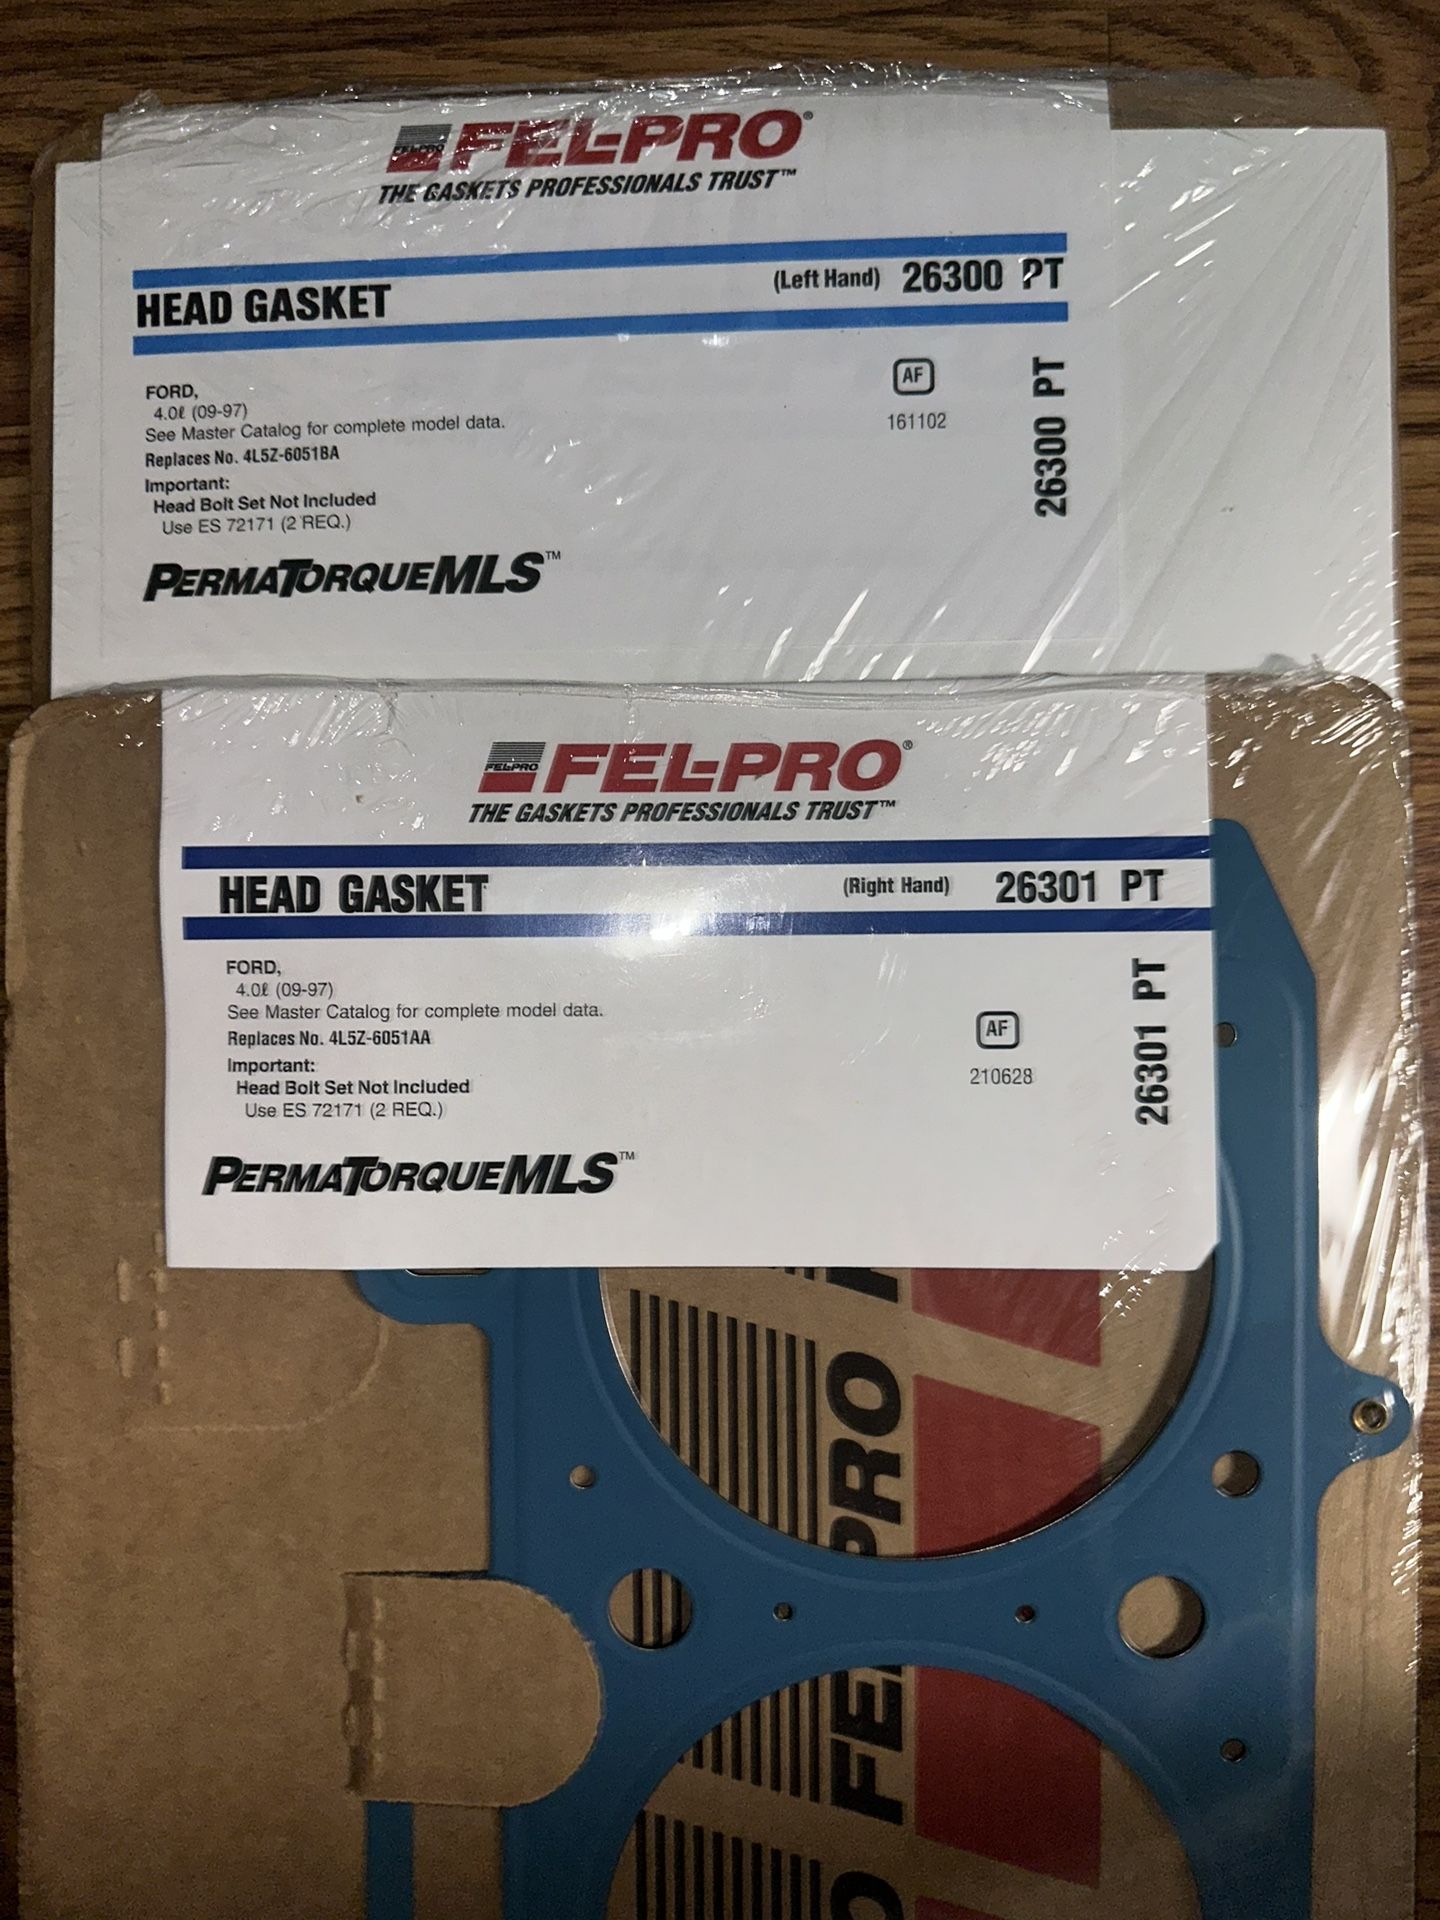 FEL-PRO
FEL-PRO®
THE GASKETS PROFESSIONALS TRUST™
HEAD GASKET (Left Hand) 26300 PT
FORD,
4.0ℓ (09-97)
See Master Catalog for complete model data.
Replaces No. 4L5Z-6051BA
Important:
Head Bolt Set Not Included
Use ES 72171 (2 REQ.)
AF
161102
26300 PT
PERMATORQUEMLS™
FEL-PRO
FEL-PRO®
THE GASKETS PROFESSIONALS TRUST™
HEAD GASKET (Right Hand) 26301 PT
FORD,
4.0ℓ (09-97)
See Master Catalog for complete model data.
Replaces No. 4L5Z-6051AA
Important:
Head Bolt Set Not Included
Use ES 72171 (2 REQ.)
AF
210628
26301 PT
PERMATORQUEMLS™
PRO
FE